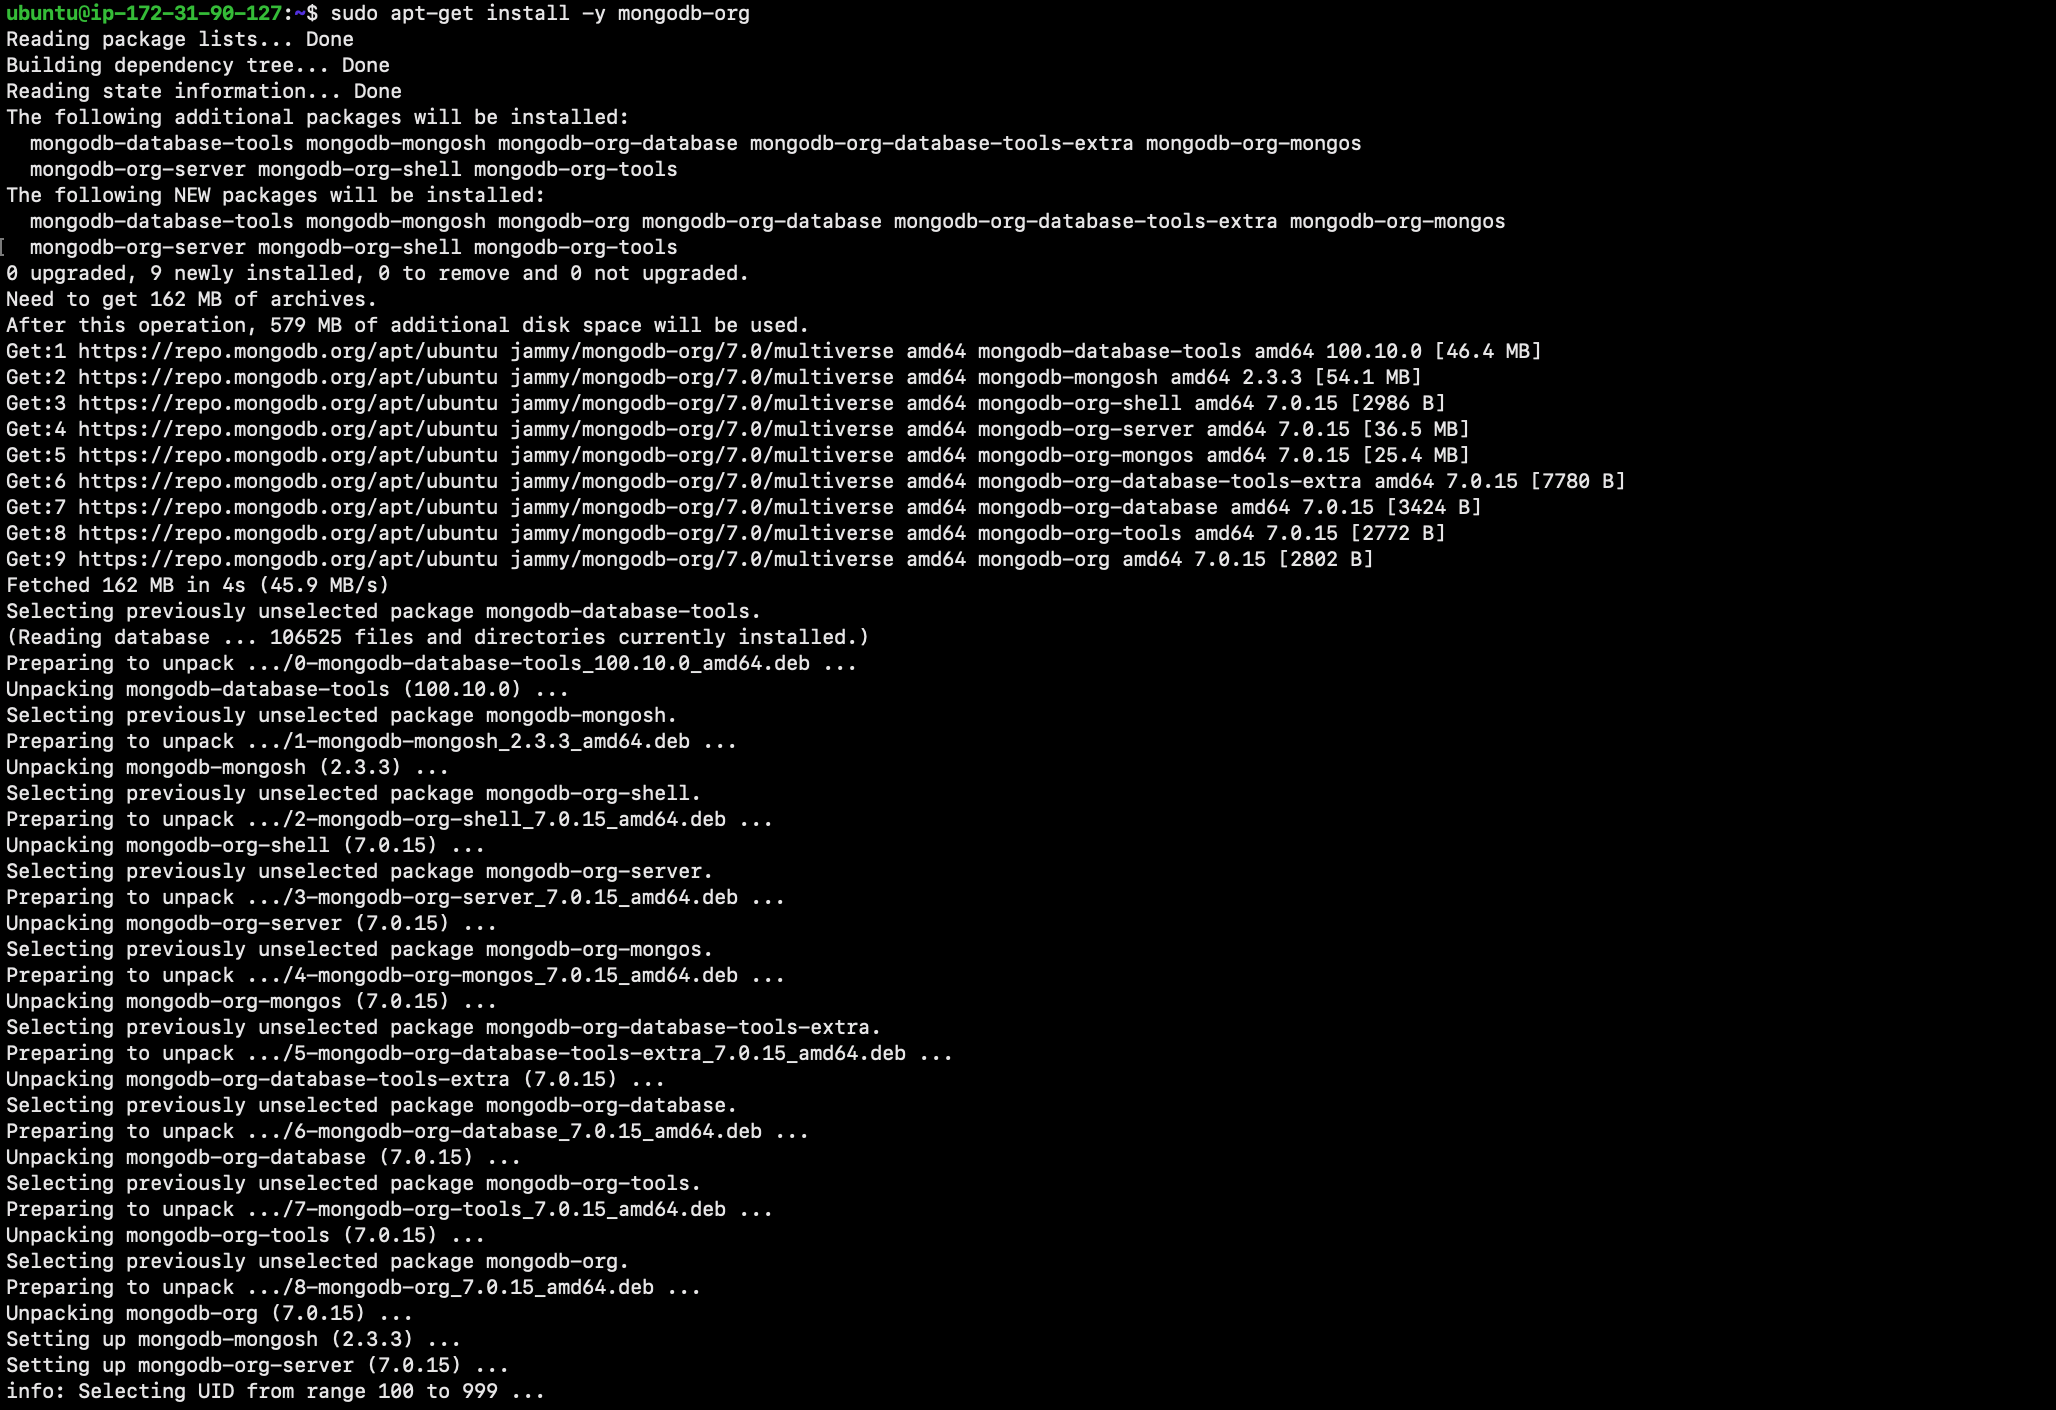 ubuntu@ip-172-31-90-127:~$ sudo apt-get install -y mongodb-org
Reading package lists... Done
Building dependency tree... Done
Reading state information... Done
The following additional packages will be installed:
  mongodb-database-tools mongodb-mongosh mongodb-org-database mongodb-org-database-tools-extra mongodb-org-mongos
  mongodb-org-server mongodb-org-shell mongodb-org-tools
The following NEW packages will be installed:
  mongodb-database-tools mongodb-mongosh mongodb-org mongodb-org-database mongodb-org-database-tools-extra mongodb-org-mongos
  mongodb-org-server mongodb-org-shell mongodb-org-tools
0 upgraded, 9 newly installed, 0 to remove and 0 not upgraded.
Need to get 162 MB of archives.
After this operation, 579 MB of additional disk space will be used.
Get:1 https://repo.mongodb.org/apt/ubuntu jammy/mongodb-org/7.0/multiverse amd64 mongodb-database-tools amd64 100.10.0 [46.4 MB]
Get:2 https://repo.mongodb.org/apt/ubuntu jammy/mongodb-org/7.0/multiverse amd64 mongodb-mongosh amd64 2.3.3 [54.1 MB]
Get:3 https://repo.mongodb.org/apt/ubuntu jammy/mongodb-org/7.0/multiverse amd64 mongodb-org-shell amd64 7.0.15 [2986 B]
Get:4 https://repo.mongodb.org/apt/ubuntu jammy/mongodb-org/7.0/multiverse amd64 mongodb-org-server amd64 7.0.15 [36.5 MB]
Get:5 https://repo.mongodb.org/apt/ubuntu jammy/mongodb-org/7.0/multiverse amd64 mongodb-org-mongos amd64 7.0.15 [25.4 MB]
Get:6 https://repo.mongodb.org/apt/ubuntu jammy/mongodb-org/7.0/multiverse amd64 mongodb-org-database-tools-extra amd64 7.0.15 [7780 B]
Get:7 https://repo.mongodb.org/apt/ubuntu jammy/mongodb-org/7.0/multiverse amd64 mongodb-org-database amd64 7.0.15 [3424 B]
Get:8 https://repo.mongodb.org/apt/ubuntu jammy/mongodb-org/7.0/multiverse amd64 mongodb-org-tools amd64 7.0.15 [2772 B]
Get:9 https://repo.mongodb.org/apt/ubuntu jammy/mongodb-org/7.0/multiverse amd64 mongodb-org amd64 7.0.15 [2802 B]
Fetched 162 MB in 4s (45.9 MB/s)
Selecting previously unselected package mongodb-database-tools.
(Reading database ... 106525 files and directories currently installed.)
Preparing to unpack .../0-mongodb-database-tools_100.10.0_amd64.deb ...
Unpacking mongodb-database-tools (100.10.0) ...
Selecting previously unselected package mongodb-mongosh.
Preparing to unpack .../1-mongodb-mongosh_2.3.3_amd64.deb ...
Unpacking mongodb-mongosh (2.3.3) ...
Selecting previously unselected package mongodb-org-shell.
Preparing to unpack .../2-mongodb-org-shell_7.0.15_amd64.deb ...
Unpacking mongodb-org-shell (7.0.15) ...
Selecting previously unselected package mongodb-org-server.
Preparing to unpack .../3-mongodb-org-server_7.0.15_amd64.deb ...
Unpacking mongodb-org-server (7.0.15) ...
Selecting previously unselected package mongodb-org-mongos.
Preparing to unpack .../4-mongodb-org-mongos_7.0.15_amd64.deb ...
Unpacking mongodb-org-mongos (7.0.15) ...
Selecting previously unselected package mongodb-org-database-tools-extra.
Preparing to unpack .../5-mongodb-org-database-tools-extra_7.0.15_amd64.deb ...
Unpacking mongodb-org-database-tools-extra (7.0.15) ...
Selecting previously unselected package mongodb-org-database.
Preparing to unpack .../6-mongodb-org-database_7.0.15_amd64.deb ...
Unpacking mongodb-org-database (7.0.15) ...
Selecting previously unselected package mongodb-org-tools.
Preparing to unpack .../7-mongodb-org-tools_7.0.15_amd64.deb ...
Unpacking mongodb-org-tools (7.0.15) ...
Selecting previously unselected package mongodb-org.
Preparing to unpack .../8-mongodb-org_7.0.15_amd64.deb ...
Unpacking mongodb-org (7.0.15) ...
Setting up mongodb-mongosh (2.3.3) ...
Setting up mongodb-org-server (7.0.15) ...
info: Selecting UID from range 100 to 999 ...